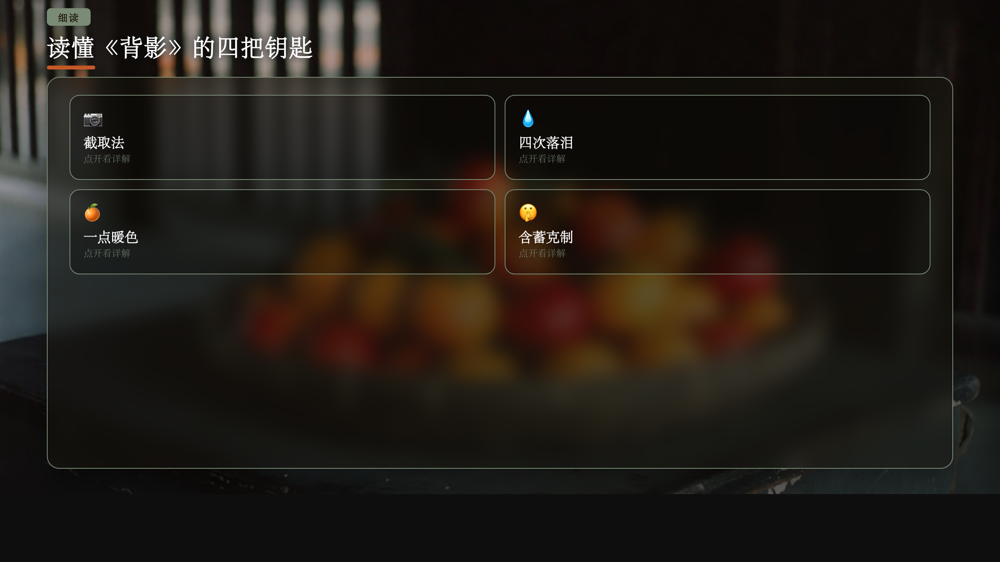 细读
读懂《背影》的四把钥匙
截取法
点开看详解
四次落泪
点开看详解
一点暖色
点开看详解
含蓄克制
点开看详解